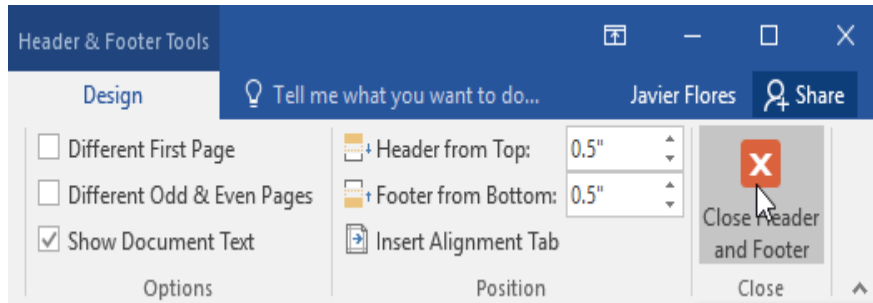 Header & Footer Tools
Design
Tell me what you want to do...
Javier Flores
Share
Different First Page
Header from Top: 0.5"
Different Odd & Even Pages
Footer from Bottom: 0.5"
Show Document Text
Insert Alignment Tab
Close Header
and Footer
Options
Position
Close